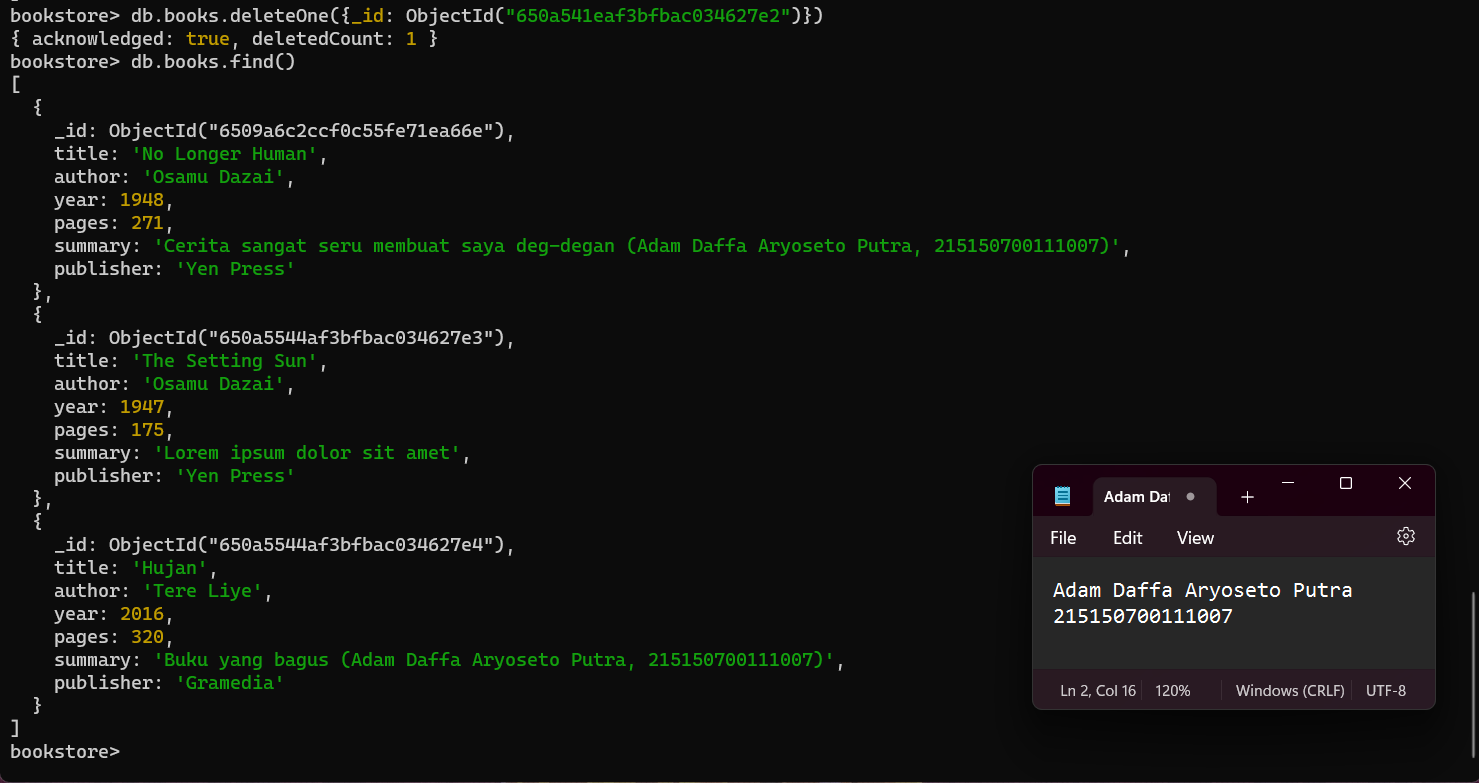 bookstore> db.books.deleteOne({_id: ObjectId("650a541eaf3bfbac034627e2")})
{ acknowledged: true, deletedCount: 1 }
bookstore> db.books.find()
[
  {
    _id: ObjectId("6509a6c2ccf0c55fe71ea66e"),
    title: 'No Longer Human',
    author: 'Osamu Dazai',
    year: 1948,
    pages: 271,
    summary: 'Cerita sangat seru membuat saya deg-degan (Adam Daffa Aryoseto Putra, 215150700111007)',
    publisher: 'Yen Press'
  },
  {
    _id: ObjectId("650a5544af3bfbac034627e3"),
    title: 'The Setting Sun',
    author: 'Osamu Dazai',
    year: 1947,
    pages: 175,
    summary: 'Lorem ipsum dolor sit amet',
    publisher: 'Yen Press'
  },
  {
    _id: ObjectId("650a5544af3bfbac034627e4"),
    title: 'Hujan',
    author: 'Tere Liye',
    year: 2016,
    pages: 320,
    summary: 'Buku yang bagus (Adam Daffa Aryoseto Putra, 215150700111007)',
    publisher: 'Gramedia'
  }
]
bookstore>
Adam Daf
File Edit View
Adam Daffa Aryoseto Putra
215150700111007
Ln 2, Col 16 120% Windows (CRLF) UTF-8